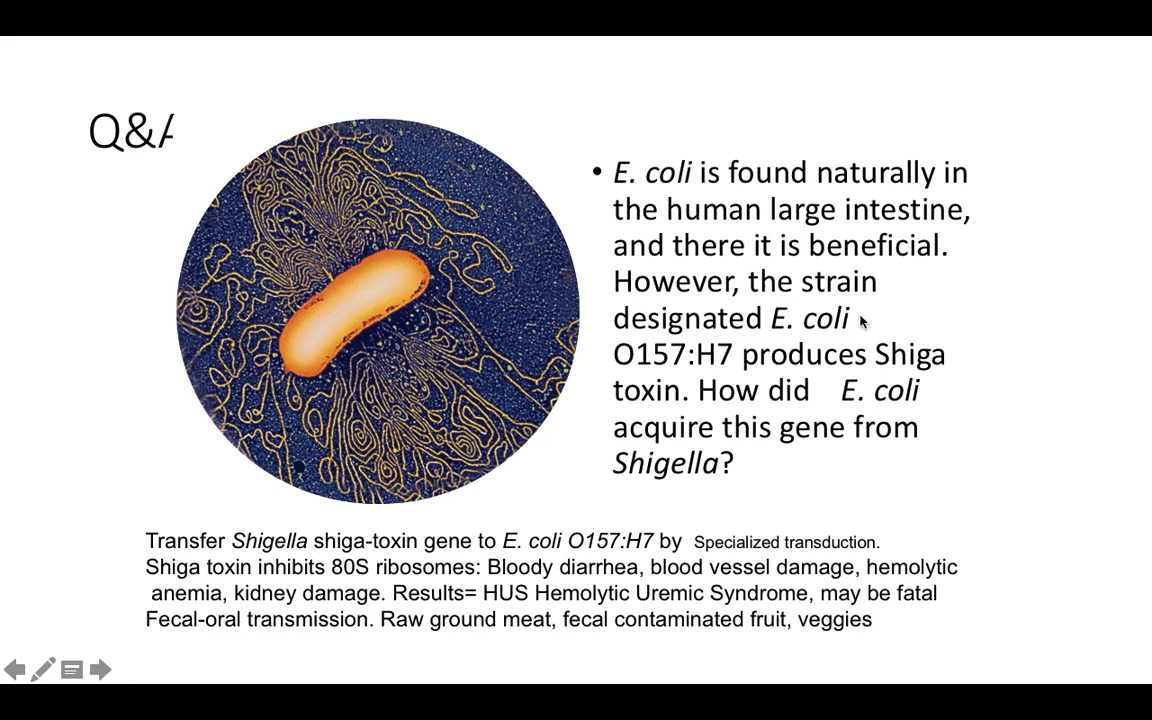 Q&A
• E. coli is found naturally in
the human large intestine,
and there it is beneficial.
However, the strain
designated E. coli
O157:H7 produces Shiga
toxin. How did E. coli
acquire this gene from
Shigella?
Transfer Shigella shiga-toxin gene to E. coli O157:H7 by Specialized transduction.
Shiga toxin inhibits 80S ribosomes: Bloody diarrhea, blood vessel damage, hemolytic
anemia, kidney damage. Results= HUS Hemolytic Uremic Syndrome, may be fatal
Fecal-oral transmission. Raw ground meat, fecal contaminated fruit, veggies